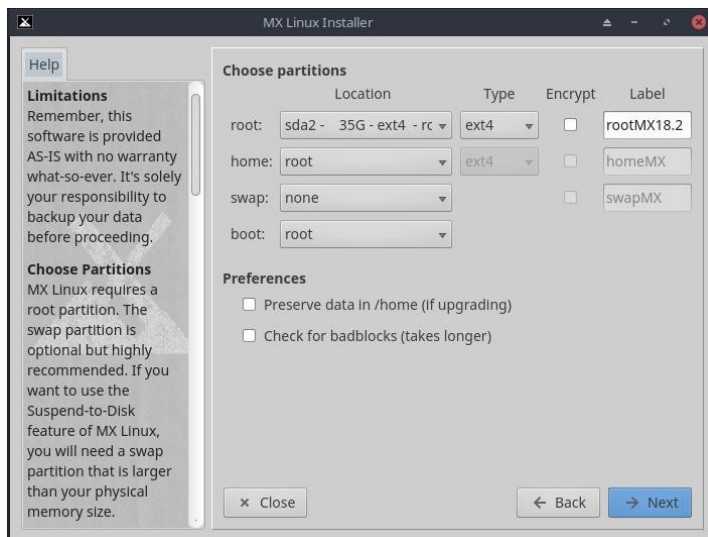 MX Linux Installer
Help
Limitations
Remember, this
software is provided
AS-IS with no warranty
what-so-ever. It's solely
your responsibility to
backup your data
before proceeding.
Choose Partitions
MX Linux requires a
root partition. The
swap partition is
optional but highly
recommended. If you
want to use the
Suspend-to-Disk
feature of MX Linux,
you will need a swap
partition that is larger
than your physical
memory size.
Choose partitions
Location Type Encrypt Label
root: sda2 - 35G - ext4 - rc ext4 rootMX18.2
home: root ext4 homeMX
swap: none swapMX
boot: root
Preferences
Preserve data in /home (if upgrading)
Check for badblocks (takes longer)
Close Back Next